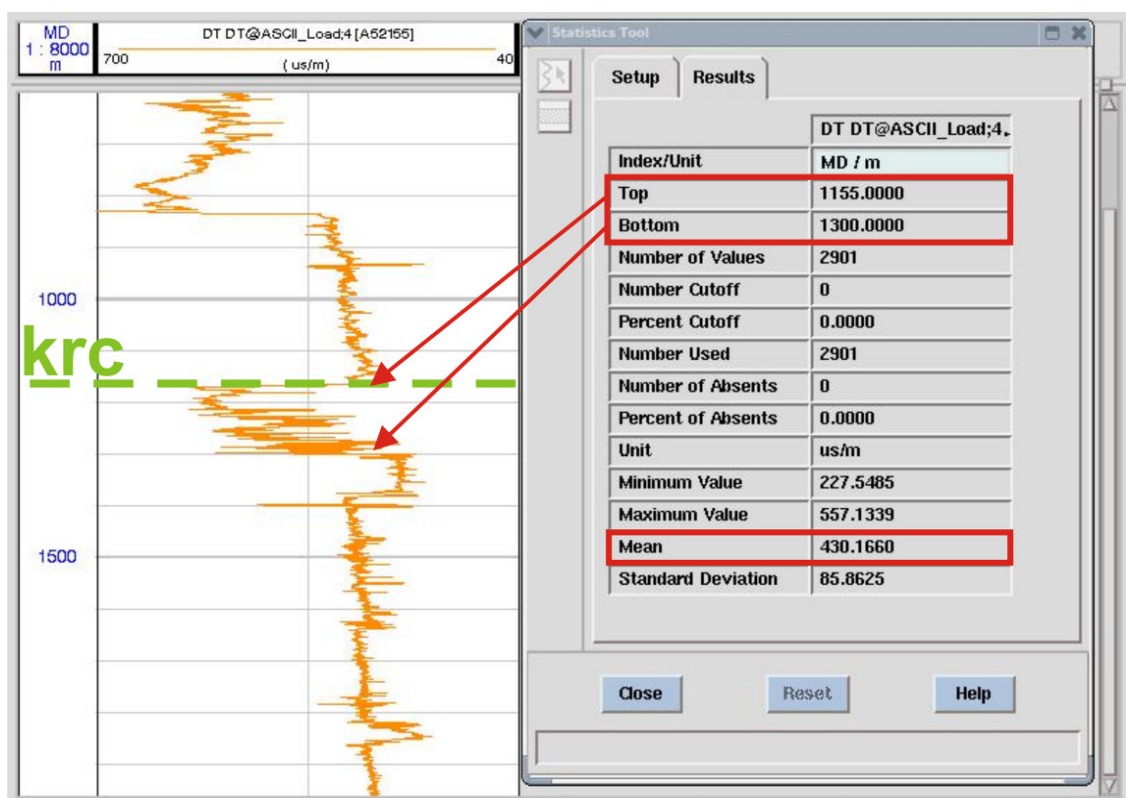 MD
1 : 8000
m
DT DT@ASCII_Load;4 [A52155]
700 (us/m) 40
1000
krc
1500
Statistics Tool
Setup Results
DT DT@ASCII_Load;4.
Index/Unit MD / m
Top 1155.0000
Bottom 1300.0000
Number of Values 2901
Number Cutoff 0
Percent Cutoff 0.0000
Number Used 2901
Number of Absents 0
Percent of Absents 0.0000
Unit us/m
Minimum Value 227.5485
Maximum Value 557.1339
Mean 430.1660
Standard Deviation 85.8625
Close Reset Help